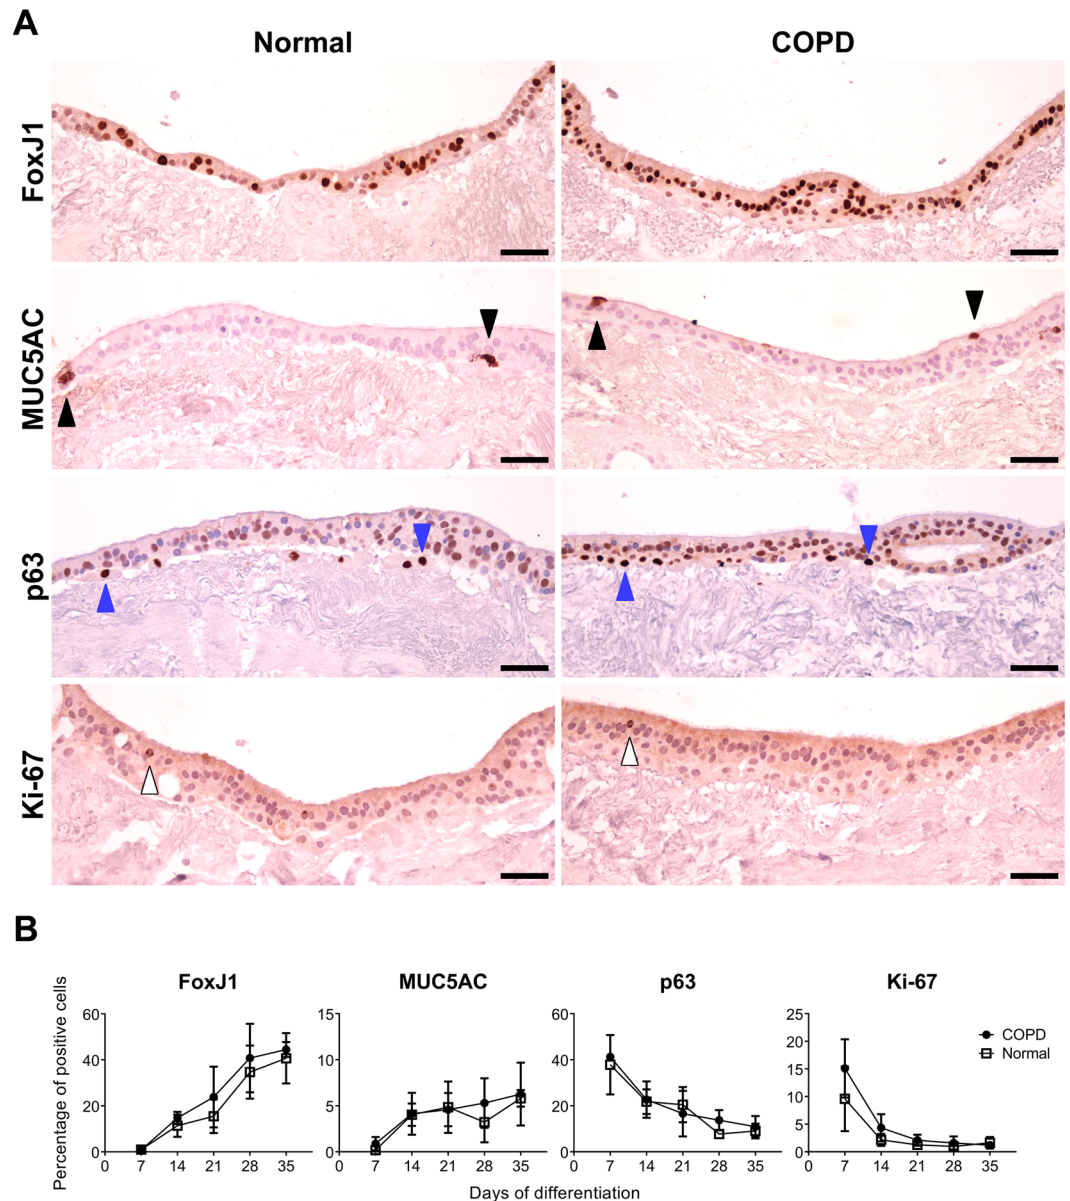 A
Normal
COPD
FoxJ1
MUC5AC
p63
Ki-67
B
FoxJ1
MUC5AC
p63
Ki-67
Percentage of positive cells
60
40
20
0
0
7
14
21
28
35
15
10
5
0
0
7
14
21
28
35
60
40
20
0
0
7
14
21
28
35
25
20
15
10
5
0
0
7
14
21
28
35
COPD
Normal
Days of differentiation